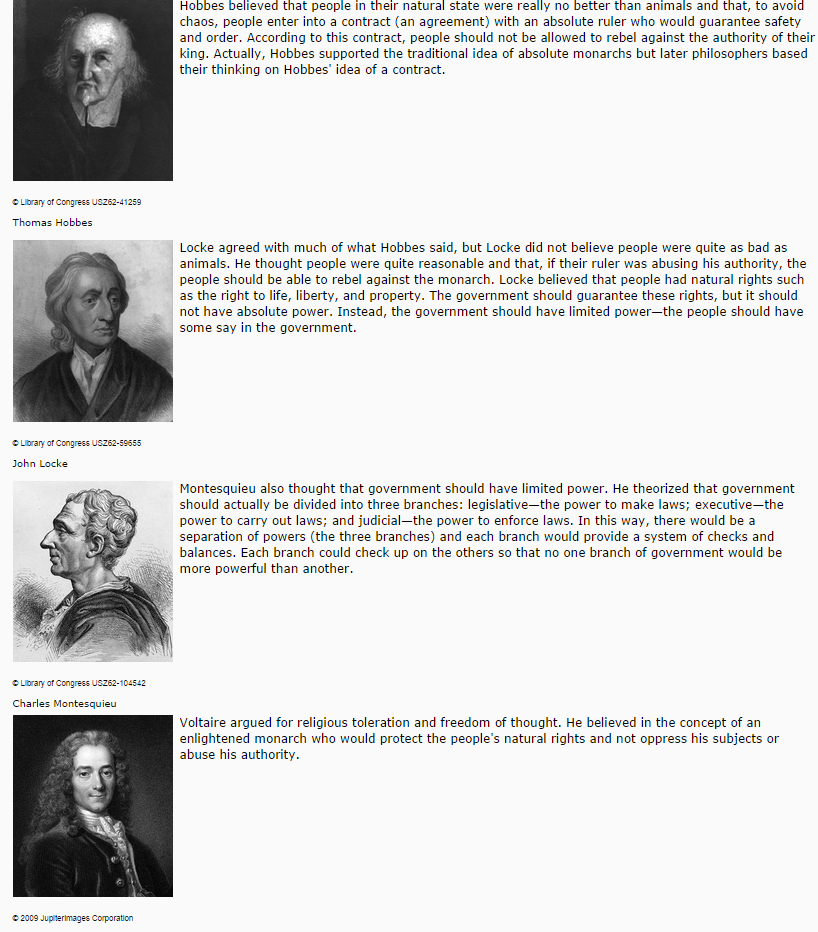 Hobbes believed that people in their natural state were really no better than animals and that, to avoid
chaos, people enter into a contract (an agreement) with an absolute ruler who would guarantee safety
and order. According to this contract, people should not be allowed to rebel against the authority of their
king. Actually, Hobbes supported the traditional idea of absolute monarchs but later philosophers based
their thinking on Hobbes' idea of a contract.
© Library of Congress USZ62-41259
Thomas Hobbes
Locke agreed with much of what Hobbes said, but Locke did not believe people were quite as bad as
animals. He thought people were quite reasonable and that, if their ruler was abusing his authority, the
people should be able to rebel against the monarch. Locke believed that people had natural rights such
as the right to life, liberty, and property. The government should guarantee these rights, but it should
not have absolute power. Instead, the government should have limited power—the people should have
some say in the government.
© Library of Congress USZ62-59655
John Locke
Montesquieu also thought that government should have limited power. He theorized that government
should actually be divided into three branches: legislative—the power to make laws; executive—the
power to carry out laws; and judicial—the power to enforce laws. In this way, there would be a
separation of powers (the three branches) and each branch would provide a system of checks and
balances. Each branch could check up on the others so that no one branch of government would be
more powerful than another.
© Library of Congress USZ62-104542
Charles Montesquieu
Voltaire argued for religious toleration and freedom of thought. He believed in the concept of an
enlightened monarch who would protect the people's natural rights and not oppress his subjects or
abuse his authority.
© 2009 Jupiterimages Corporation